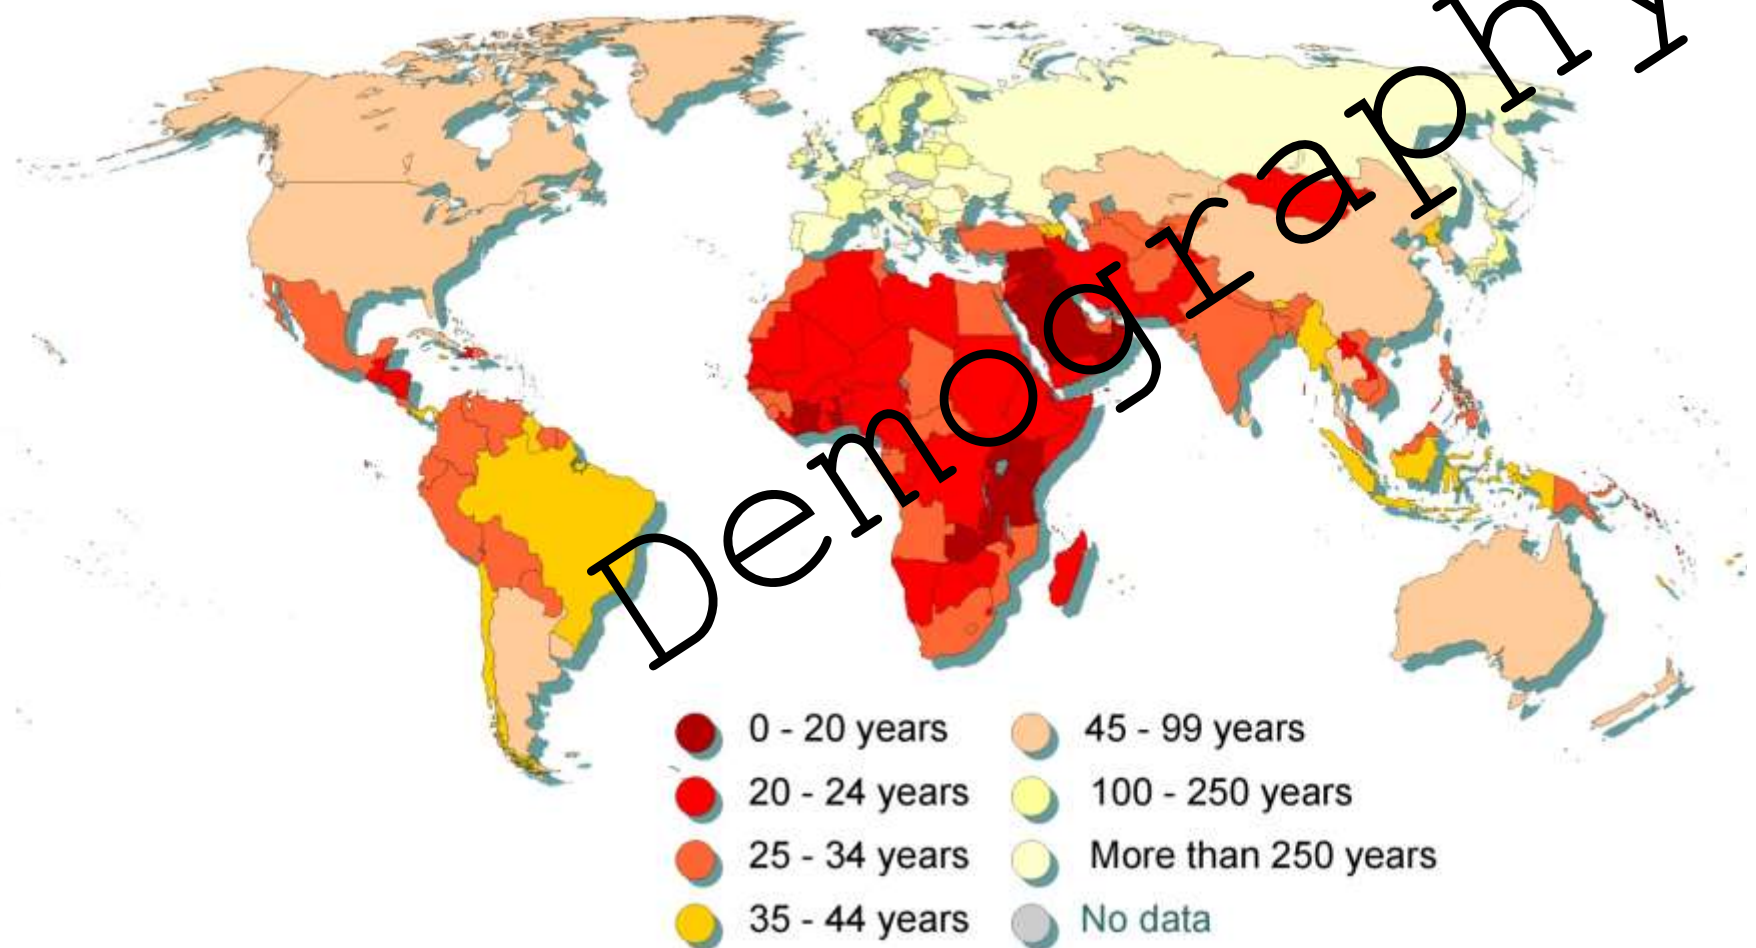 Demography
0 - 20 years
20 - 24 years
25 - 34 years
35 - 44 years
45 - 99 years
100 - 250 years
More than 250 years
No data